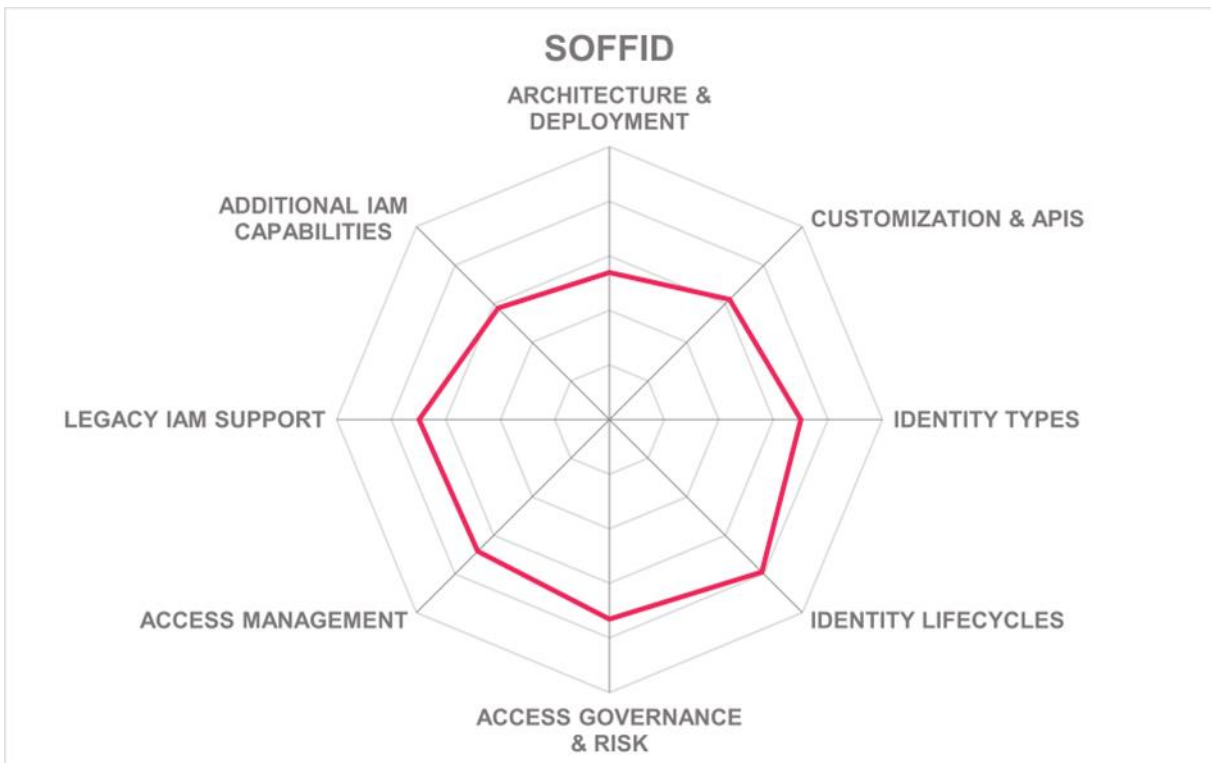 SOFFID
ARCHITECTURE &
DEPLOYMENT
ADDITIONAL IAM
CAPABILITIES
CUSTOMIZATION & APIS
LEGACY IAM SUPPORT
IDENTITY TYPES
ACCESS MANAGEMENT
IDENTITY LIFECYCLES
ACCESS GOVERNANCE
& RISK